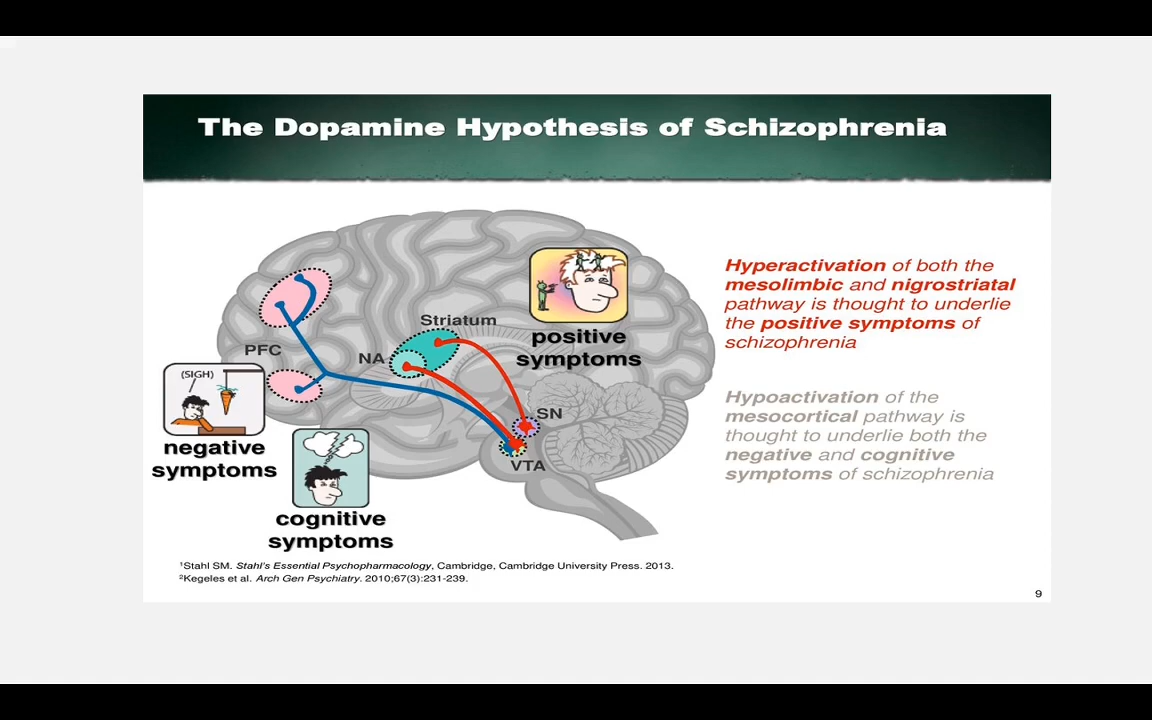 The Dopamine Hypothesis of Schizophrenia
Hyperactivation of both the
mesolimbic and nigrostriatal
pathway is thought to underlie
the positive symptoms of
schizophrenia
Hypoactivation of the
mesocortical pathway is
thought to underlie both the
negative and cognitive
symptoms of schizophrenia
Striatum
positive
symptoms
PFC
NA
(SIGH)
SN
negative
symptoms
VTA
cognitive
symptoms
¹Stahl SM. Stahl's Essential Psychopharmacology, Cambridge, Cambridge University Press. 2013.
²Kegeles et al. Arch Gen Psychiatry. 2010;67(3):231-239.
9